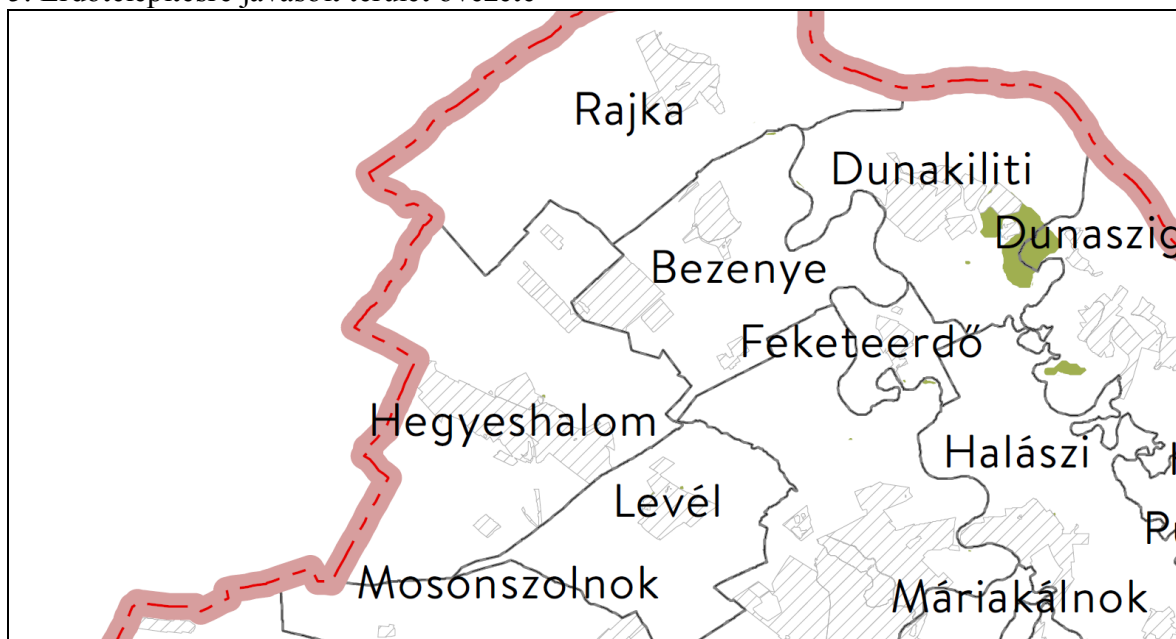 Rajka
Dunakiliti
Bezenye
Feketeerdő
Hegyeshalom
Halászi
Levél
Mosonszolnok
Máriakálnok